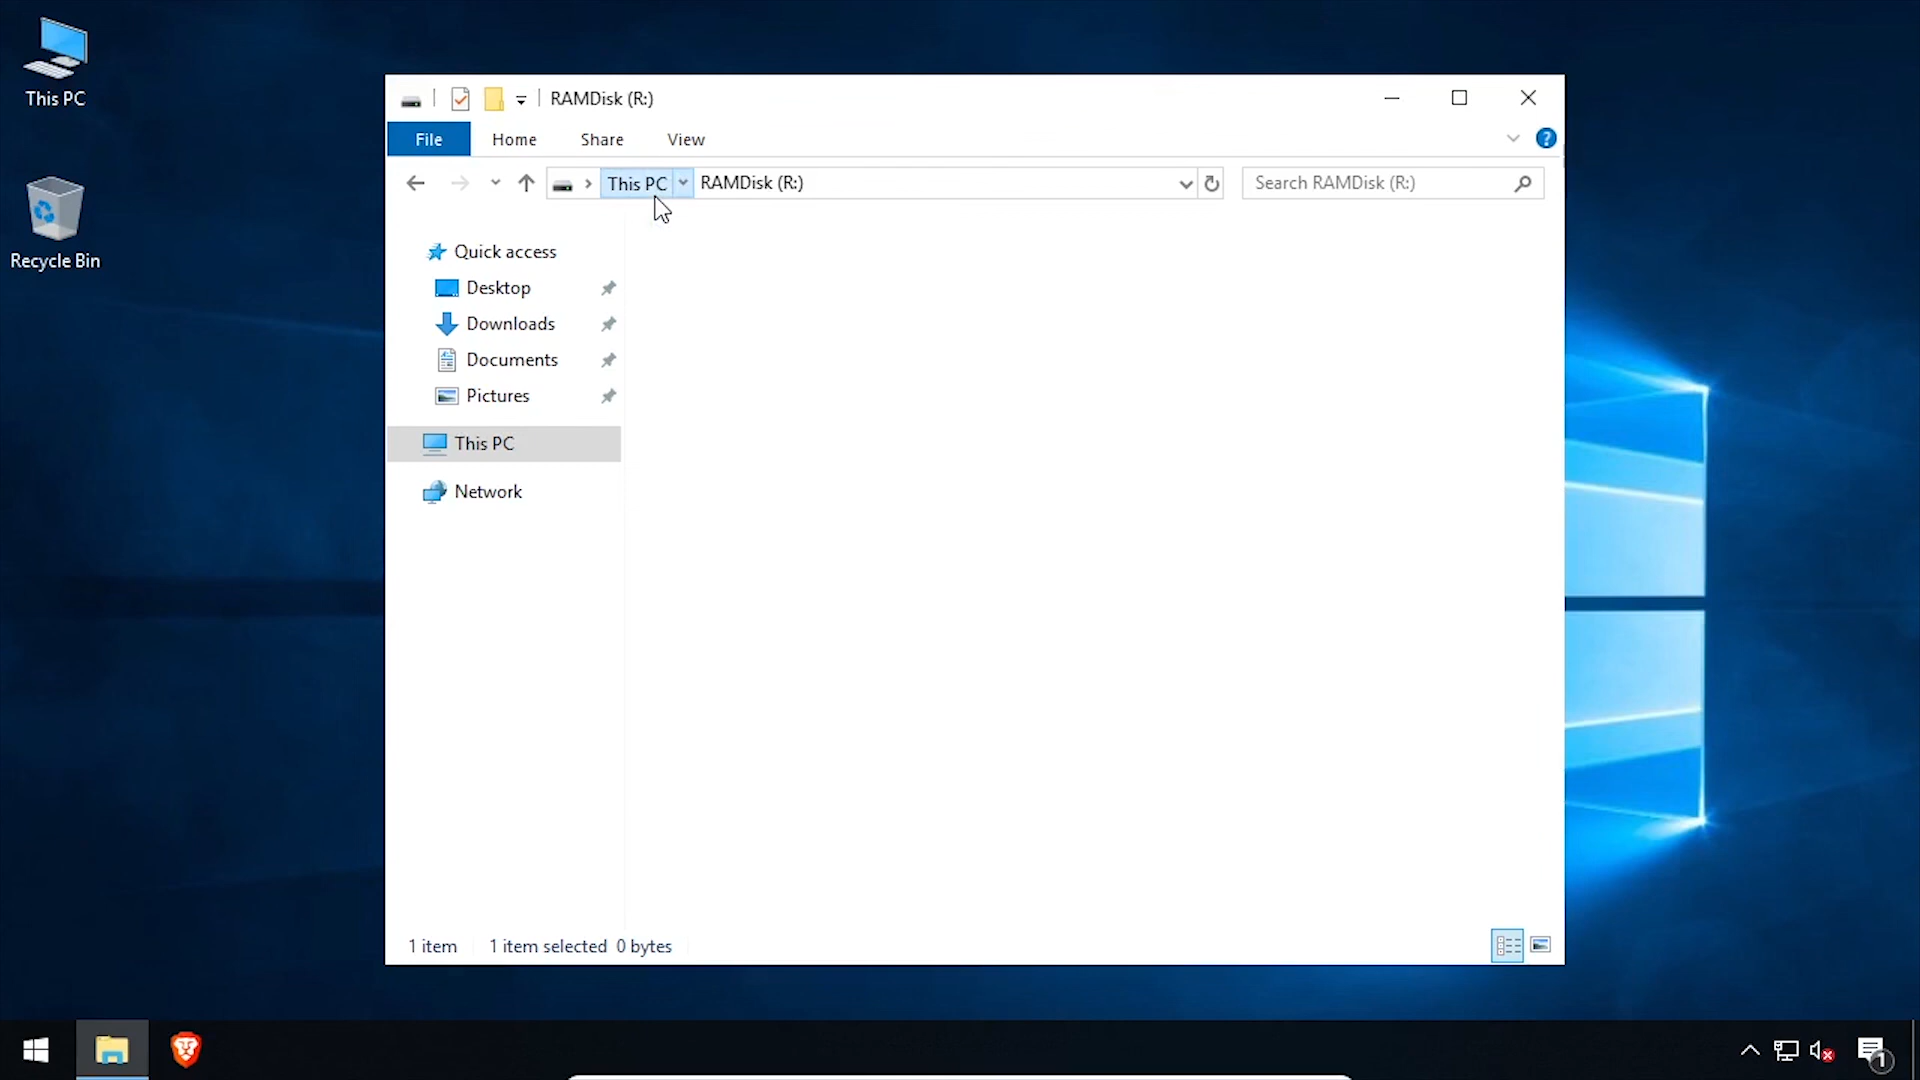 This PC
Recycle Bin
RAMDisk (R:)
File Home Share View
?
This PC RAMDisk (R:)
Search RAMDisk (R:)
Quick access
Desktop
Downloads
Documents
Pictures
This PC
Network
1 item 1 item selected 0 bytes
1